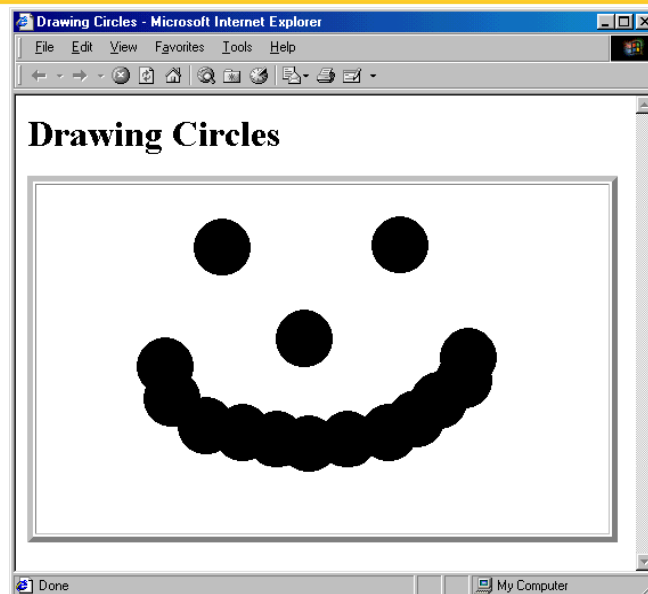 Drawing Circles - Microsoft Internet Explorer
File Edit View Favorites Tools Help
Drawing Circles
Done
My Computer